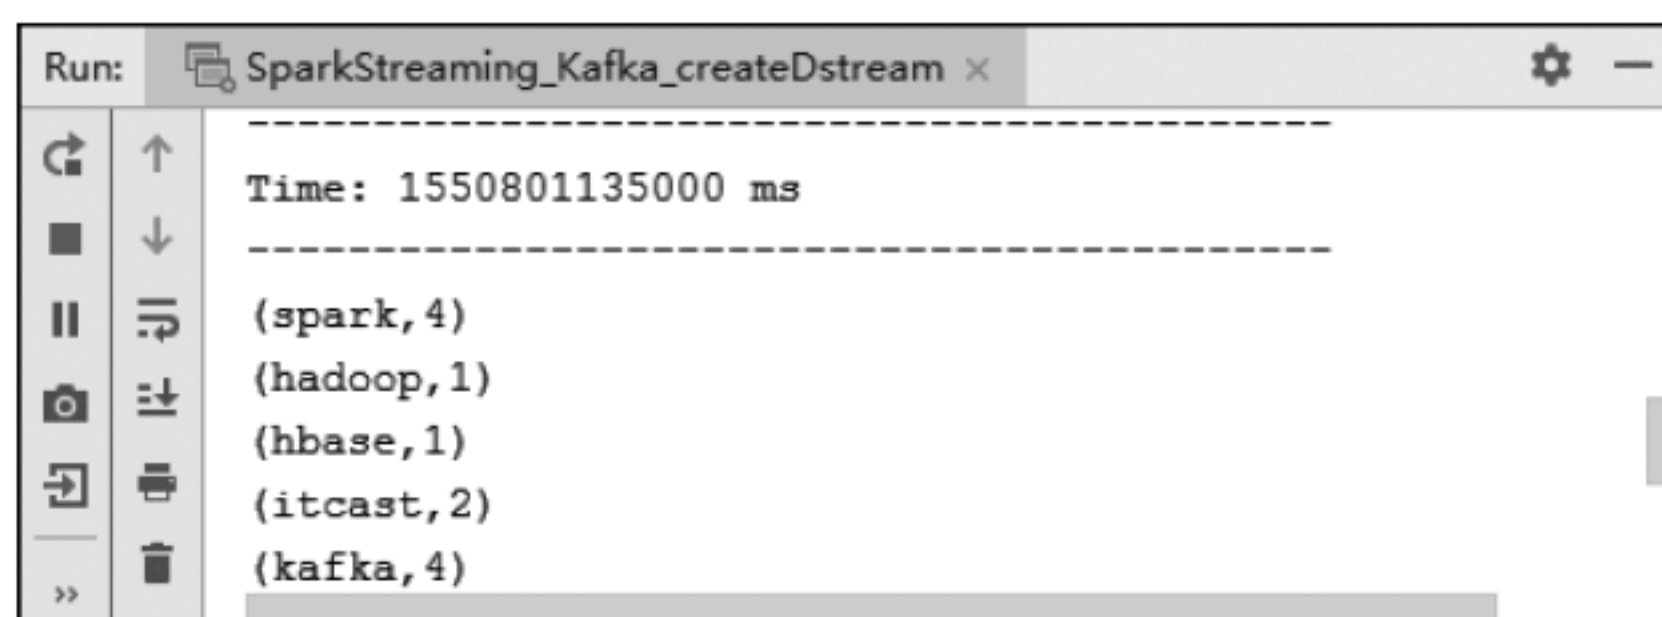 Run: SparkStreaming_Kafka_createDstream
-------------------------------------------
Time: 1550801135000 ms
-------------------------------------------
(spark,4)
(hadoop,1)
(hbase,1)
(itcast,2)
(kafka,4)